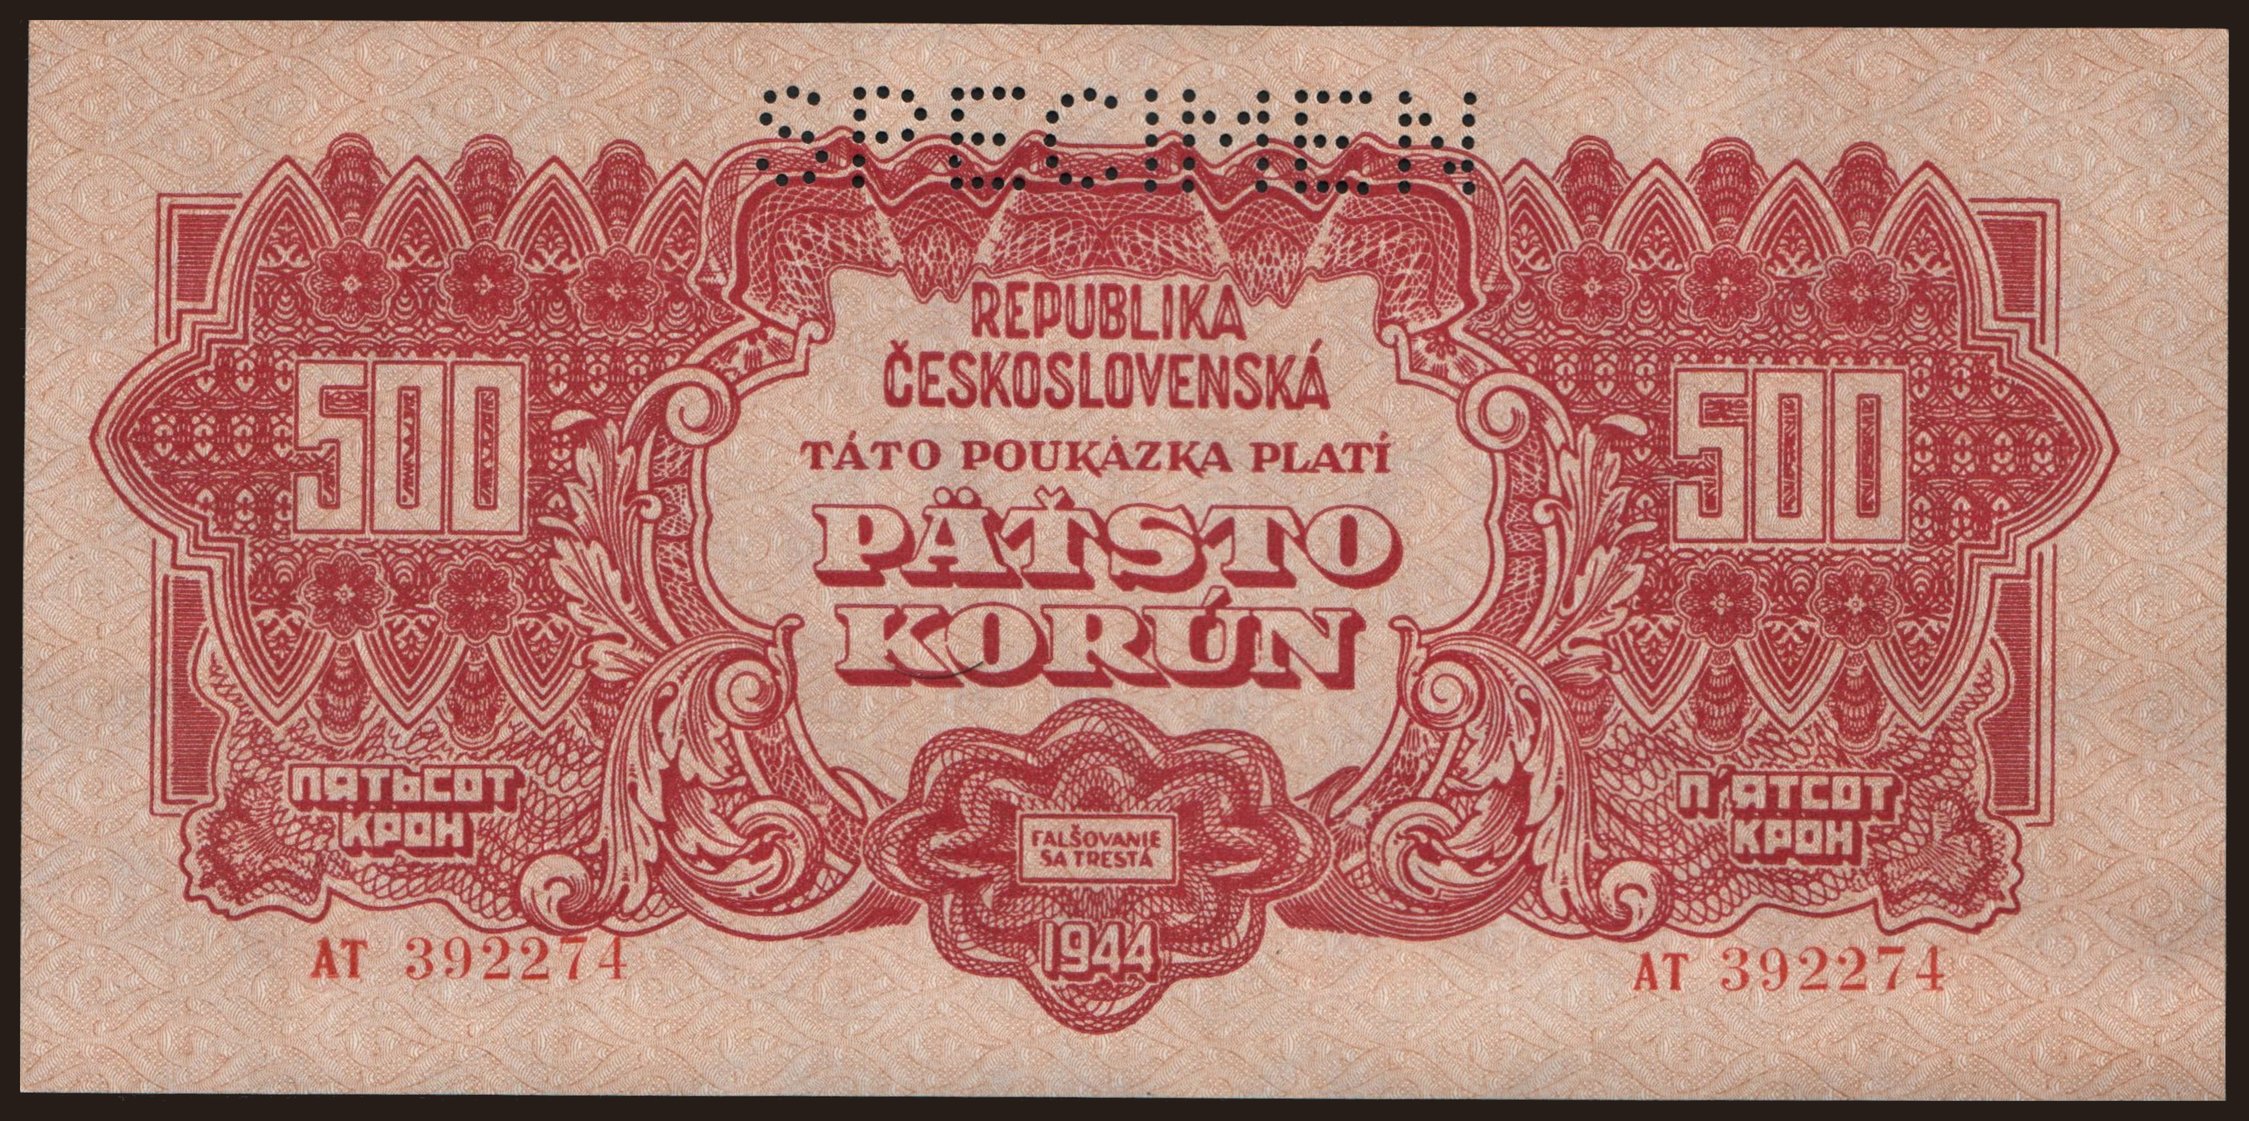 SPECIMEN
REPUBLIKA
ČESKOSLOVENSKÁ
TÁTO POUKÁZKA PLATÍ
PÄŤSTO
KORÚN
500
500
ПЯТЬСОТ
КРОН
П'ЯТСОТ
КРОН
FALŠOVANIE
SA TRESTÁ
1944
AT 392274
AT 392274